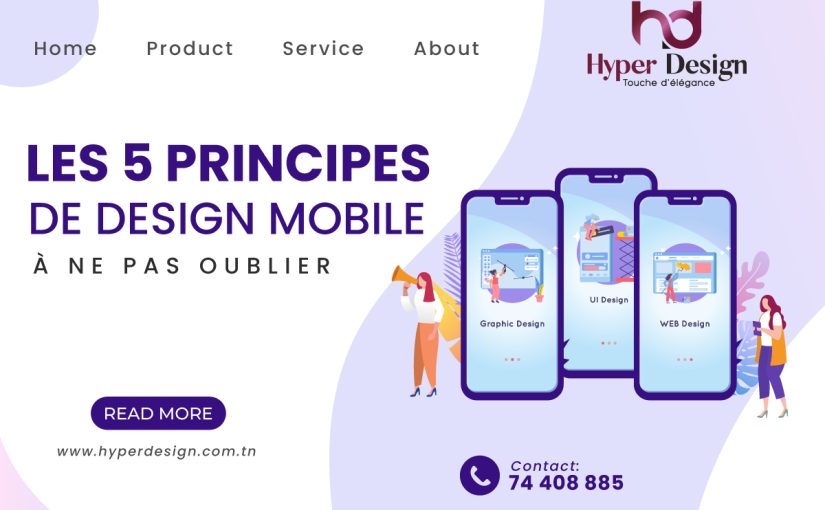 Home Product Service About
hd
Hyper Design
Touche d'élégance
LES 5 PRINCIPES
DE DESIGN MOBILE
À NE PAS OUBLIER
Graphic Design
UI Design
WEB Design
READ MORE
www.hyperdesign.com.tn
Contact:
74 408 885